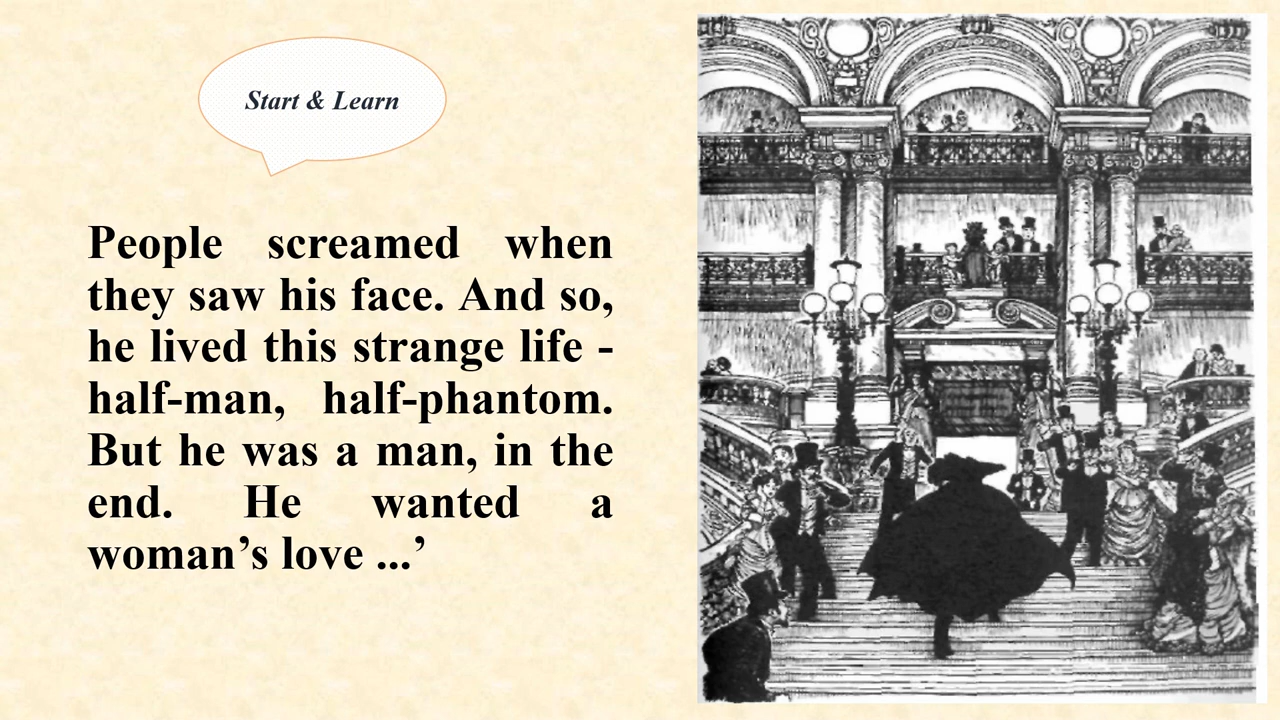 Start & Learn
People screamed when
they saw his face. And so,
he lived this strange life -
half-man, half-phantom.
But he was a man, in the
end. He wanted a
woman’s love ...’